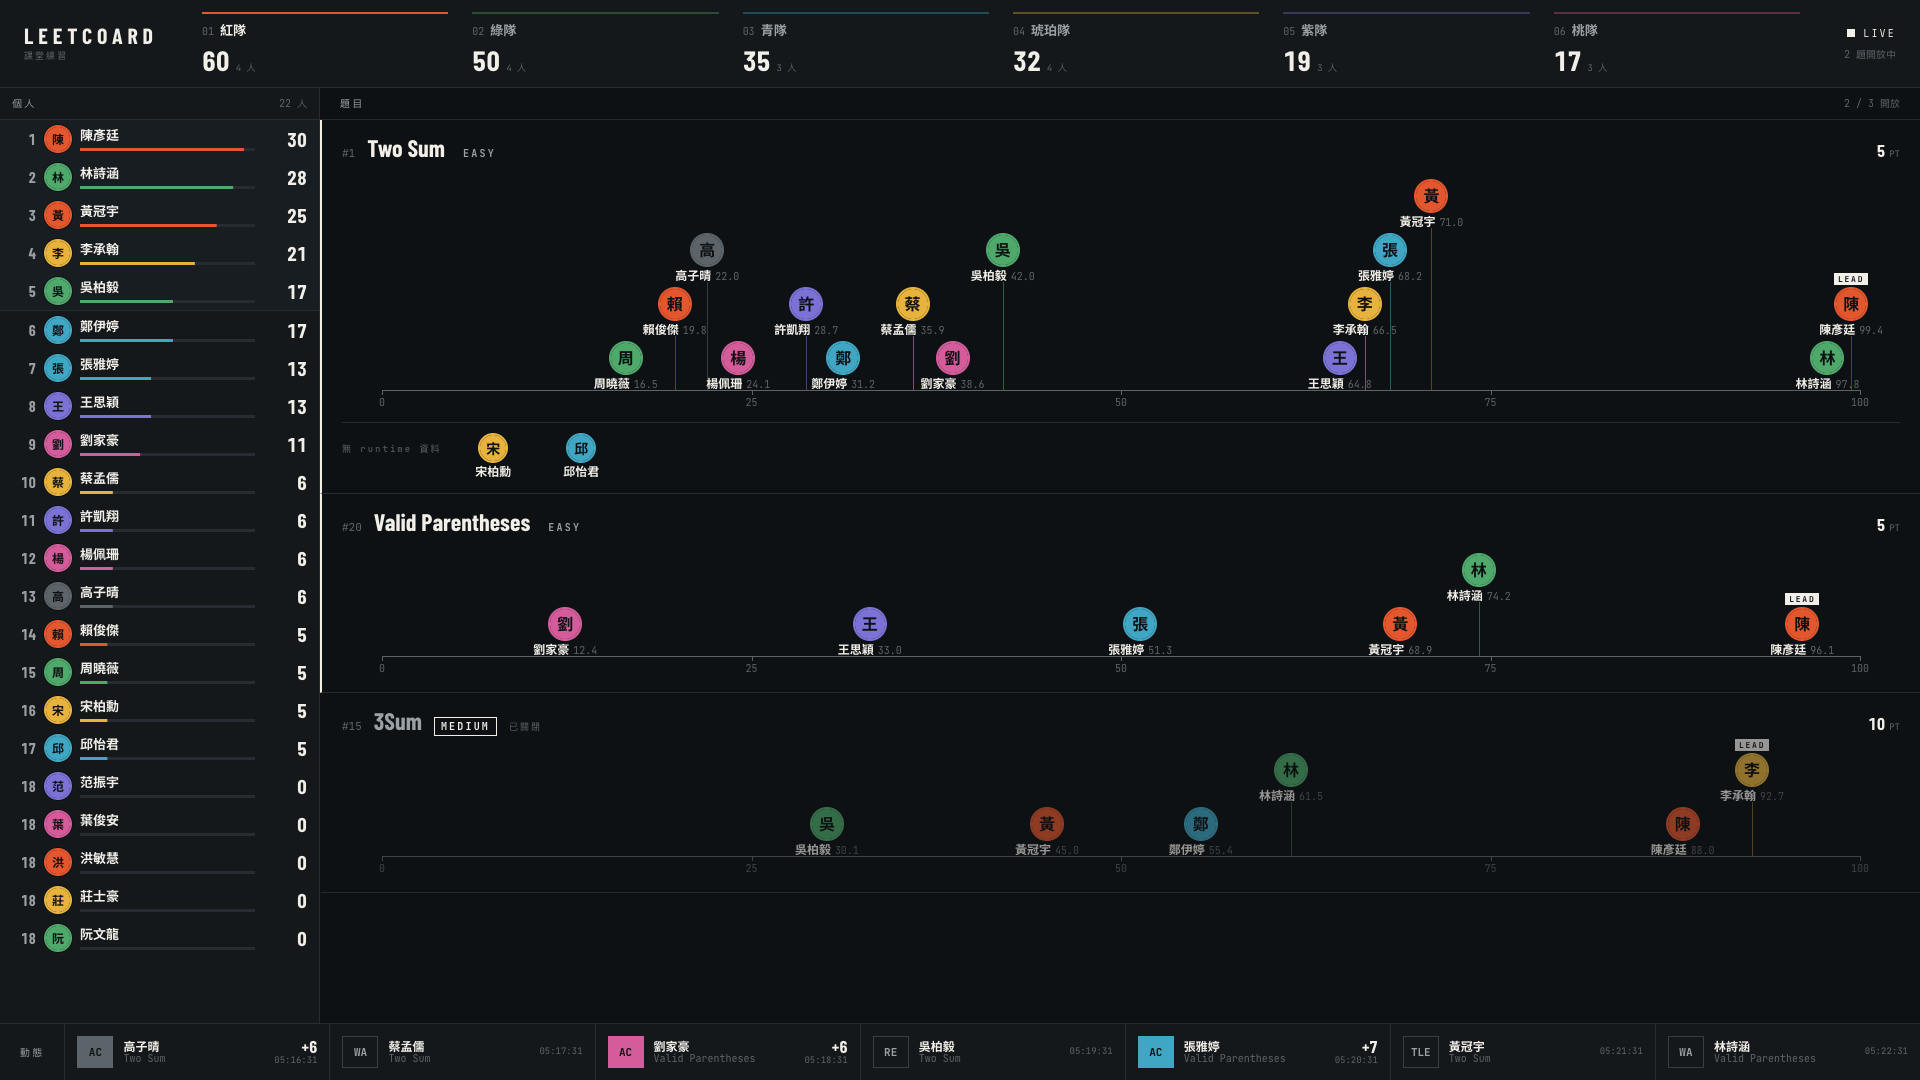 LEETCOARD
課堂練習
01 紅隊
60 4 人
02 綠隊
50 4 人
03 青隊
35 3 人
04 琥珀隊
32 4 人
05 紫隊
19 3 人
06 桃隊
17 3 人
LIVE
2 題開放中
個人 22 人
1 陳 陳彥廷 30
2 林 林詩涵 28
3 黃 黃冠宇 25
4 李 李承翰 21
5 吳 吳柏毅 17
6 鄭 鄭伊婷 17
7 張 張雅婷 13
8 王 王思穎 13
9 劉 劉家豪 11
10 蔡 蔡孟儒 6
11 許 許凱翔 6
12 楊 楊佩珊 6
13 高 高子晴 6
14 賴 賴俊傑 5
15 周 周曉薇 5
16 宋 宋柏勳 5
17 邱 邱怡君 5
18 范 范振宇 0
18 葉 葉俊安 0
18 洪 洪敏慧 0
18 莊 莊士豪 0
18 阮 阮文龍 0
題目 2 / 3 開放
#1 Two Sum EASY 5 PT
黃
黃冠宇 71.0
高 吳 張
高子晴 22.0 吳柏毅 42.0 張雅婷 68.2
LEAD
賴 許 蔡 李 陳
賴俊傑 19.8 許凱翔 28.7 蔡孟儒 35.9 李承翰 66.5 陳彥廷 99.4
周 楊 鄭 劉 王 林
周曉薇 16.5 楊佩珊 24.1 鄭伊婷 31.2 劉家豪 38.6 王思穎 64.8 林詩涵 97.8
0 25 50 75 100
無 runtime 資料
宋 邱
宋柏勳 邱怡君
#20 Valid Parentheses EASY 5 PT
林
林詩涵 74.2
LEAD
劉 王 張 黃 陳
劉家豪 12.4 王思穎 33.0 張雅婷 51.3 黃冠宇 68.9 陳彥廷 96.1
0 25 50 75 100
#15 3Sum MEDIUM 已關閉 10 PT
LEAD
林 李
林詩涵 61.5 李承翰 92.7
吳 黃 鄭 陳
吳柏毅 30.1 黃冠宇 45.0 鄭伊婷 55.4 陳彥廷 88.0
0 25 50 75 100
動態
AC 高子晴 +6
Two Sum 05:16:31
WA 蔡孟儒
Two Sum 05:17:31
AC 劉家豪 +6
Valid Parentheses 05:18:31
RE 吳柏毅
Two Sum 05:19:31
AC 張雅婷 +7
Valid Parentheses 05:20:31
TLE 黃冠宇
Two Sum 05:21:31
WA 林詩涵
Valid Parentheses 05:22:31